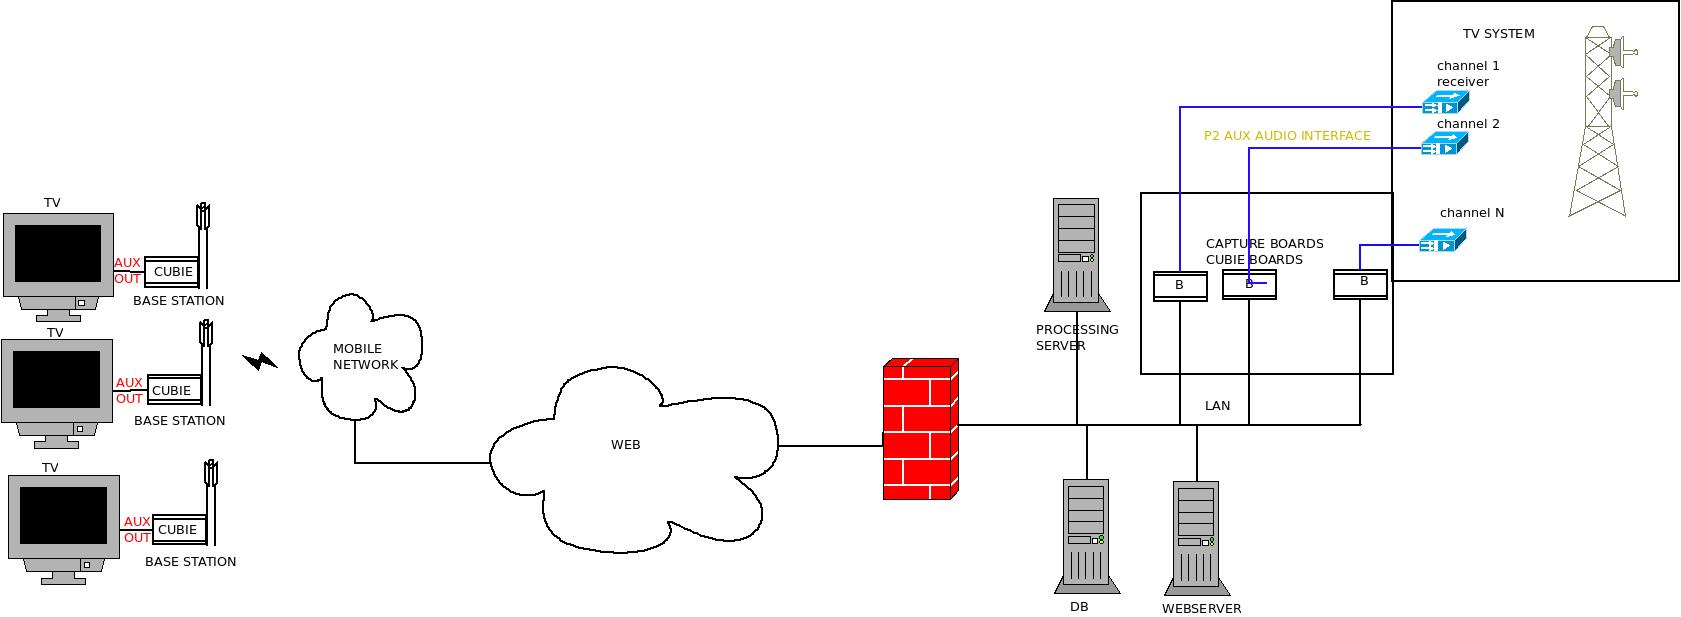 TV
AUX
OUT
CUBIE
BASE STATION
TV
AUX
OUT
CUBIE
BASE STATION
TV
AUX
OUT
CUBIE
BASE STATION
MOBILE
NETWORK
WEB
PROCESSING
SERVER
DB
WEBSERVER
LAN
CAPTURE BOARDS
CUBIE BOARDS
B
B
B
P2 AUX AUDIO INTERFACE
TV SYSTEM
channel 1
receiver
channel 2
channel N